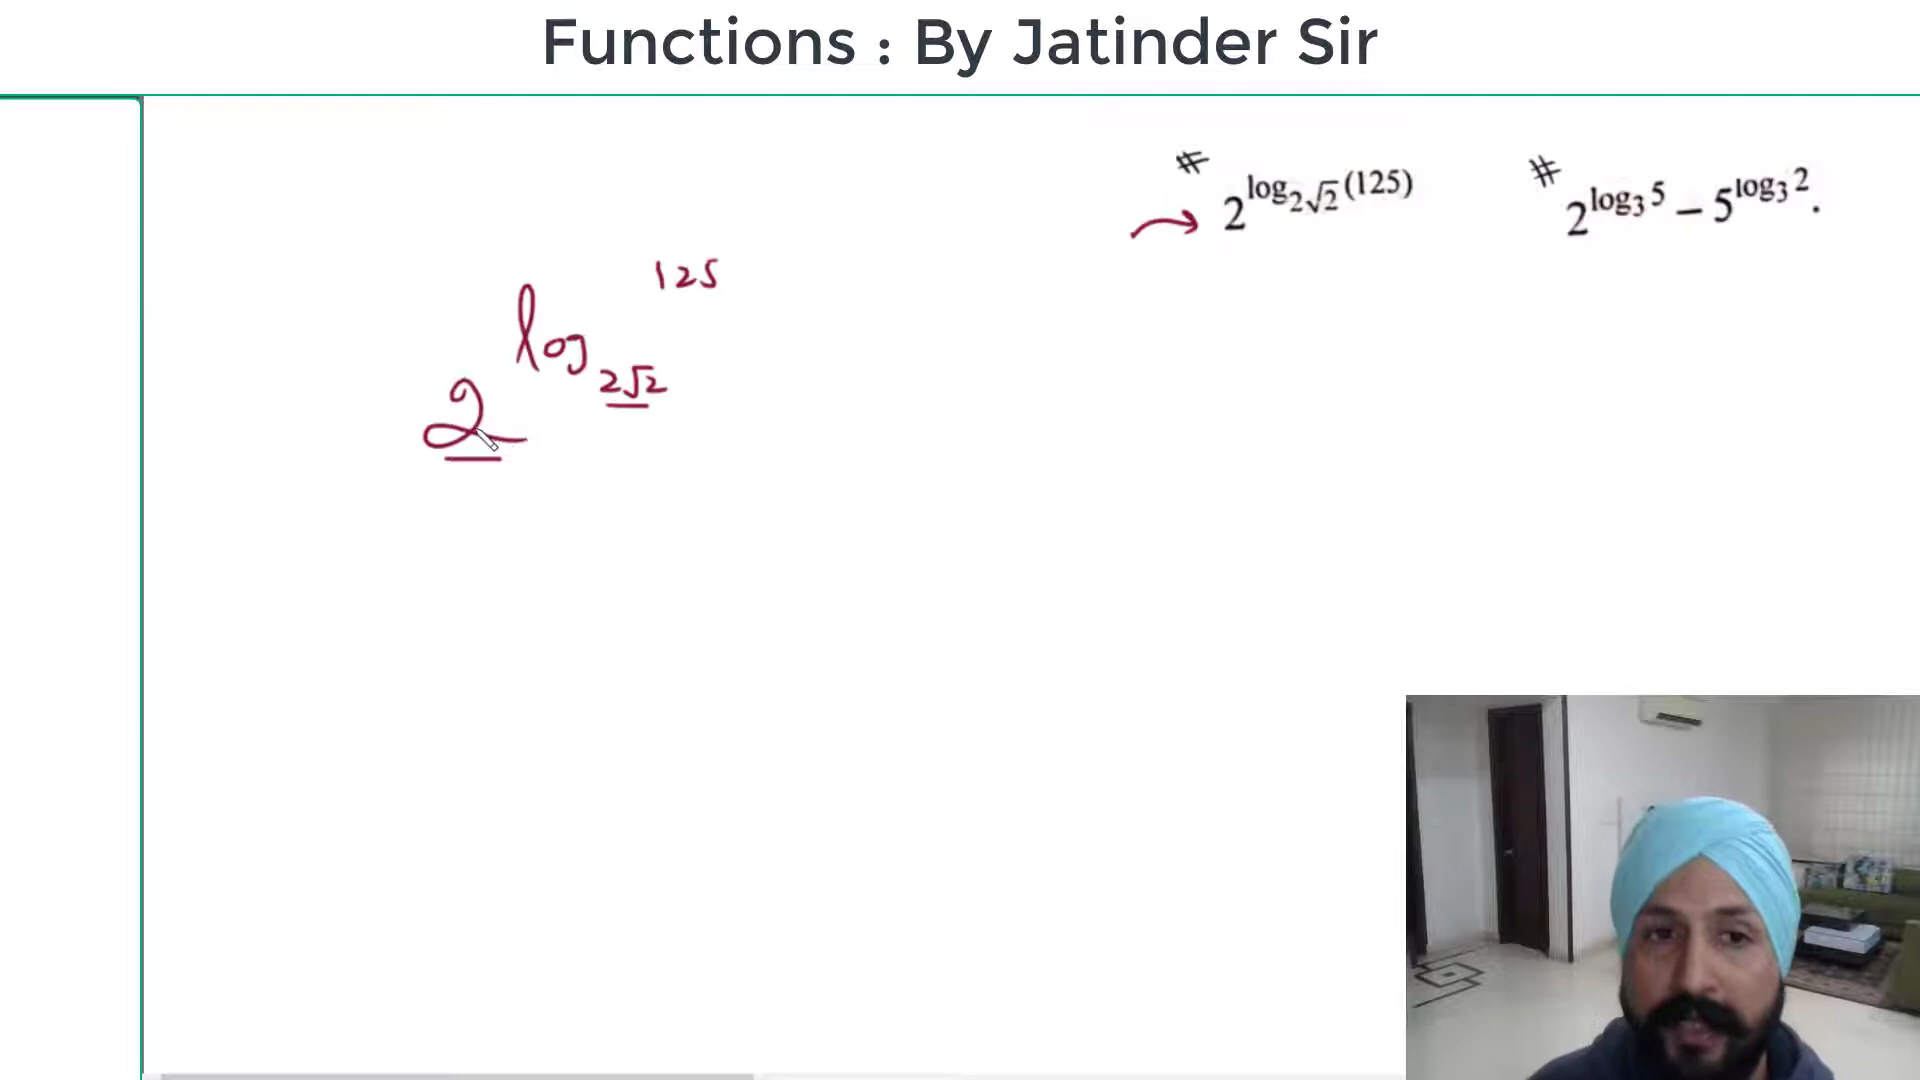 Functions : By Jatinder Sir
# 2^{log_{2√2}(125)}
# 2^{log_3 5} – 5^{log_3 2}.
2^{log_{2√2} 125}